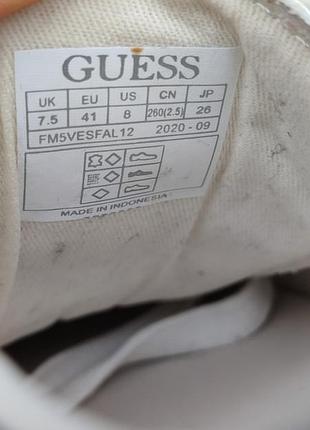 GUESS
UK EU US CN JP
7.5 41 8 260(2.5) 26
FM5VESFAL12 2020 - 09
MADE IN INDONESIA